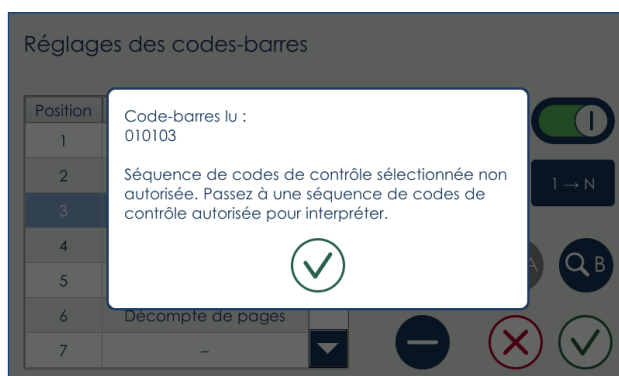 Réglages des codes-barres
Position
1
2
3
4
5
6
7
Code-barres lu :
010103
Séquence de codes de contrôle sélectionnée non
autorisée. Passez à une séquence de codes de
contrôle autorisée pour interpréter.
Décompte de pages
–
1 → N
A
B